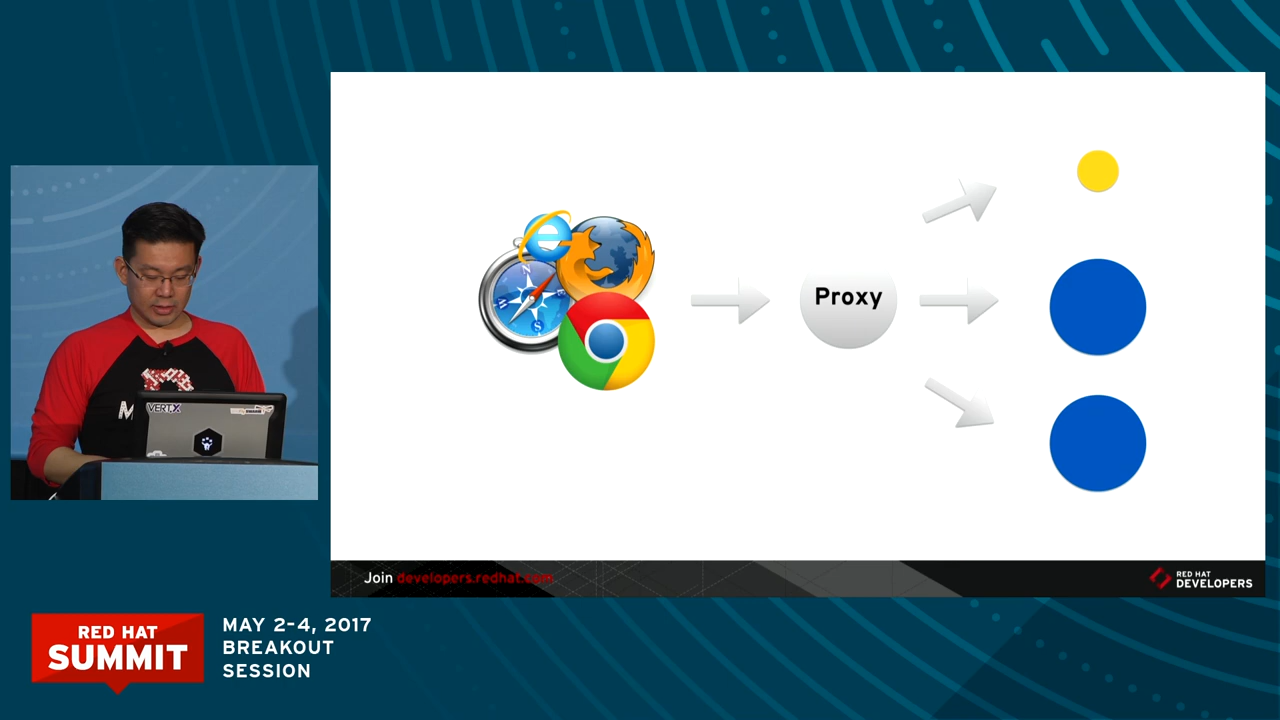 Proxy
N
W
E
S
M
VERT.X
Join developers.redhat.com
RED HAT
DEVELOPERS
RED HAT
SUMMIT
MAY 2-4, 2017
BREAKOUT
SESSION